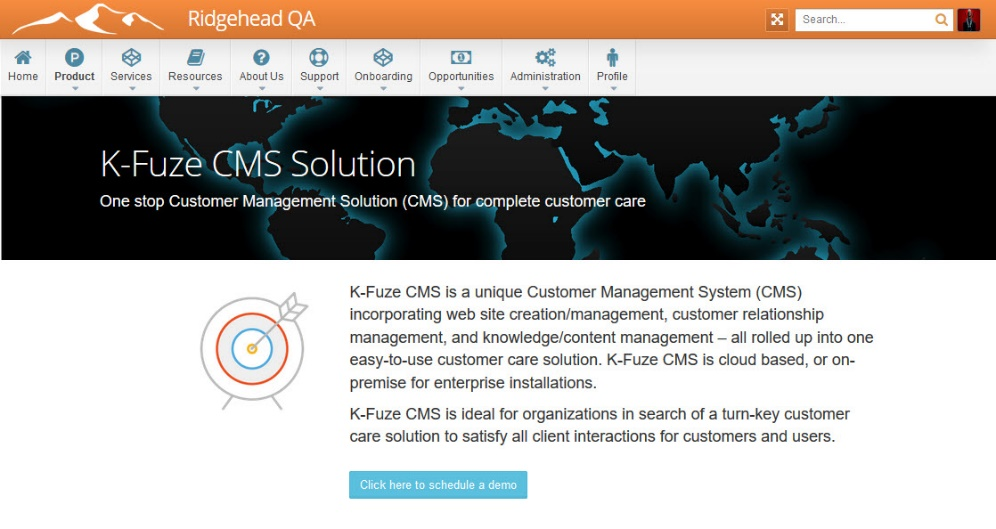 Ridgehead QA
Search...
Home Product Services Resources About Us Support Onboarding Opportunities Administration Profile
K-Fuze CMS Solution
One stop Customer Management Solution (CMS) for complete customer care
K-Fuze CMS is a unique Customer Management System (CMS)
incorporating web site creation/management, customer relationship
management, and knowledge/content management – all rolled up into one
easy-to-use customer care solution. K-Fuze CMS is cloud based, or on-
premise for enterprise installations.
K-Fuze CMS is ideal for organizations in search of a turn-key customer
care solution to satisfy all client interactions for customers and users.
Click here to schedule a demo